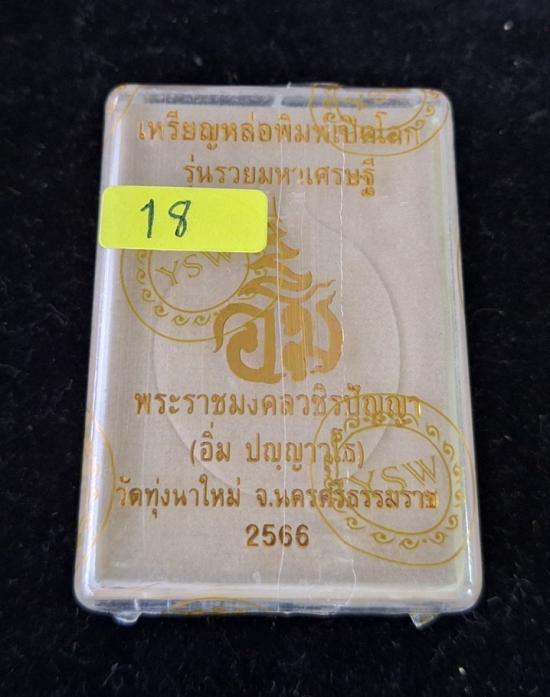 เหรียญหล่อพิมพ์เปิดโลก
รุ่นรวยมหาเศรษฐี
18
YSW
อิ่ม
พระราชมงคลวชิรปัญญา
(อิ่ม ปญฺญาวุโธ)
YSW
วัดทุ่งนาใหม่ จ.นครศรีธรรมราช
2566